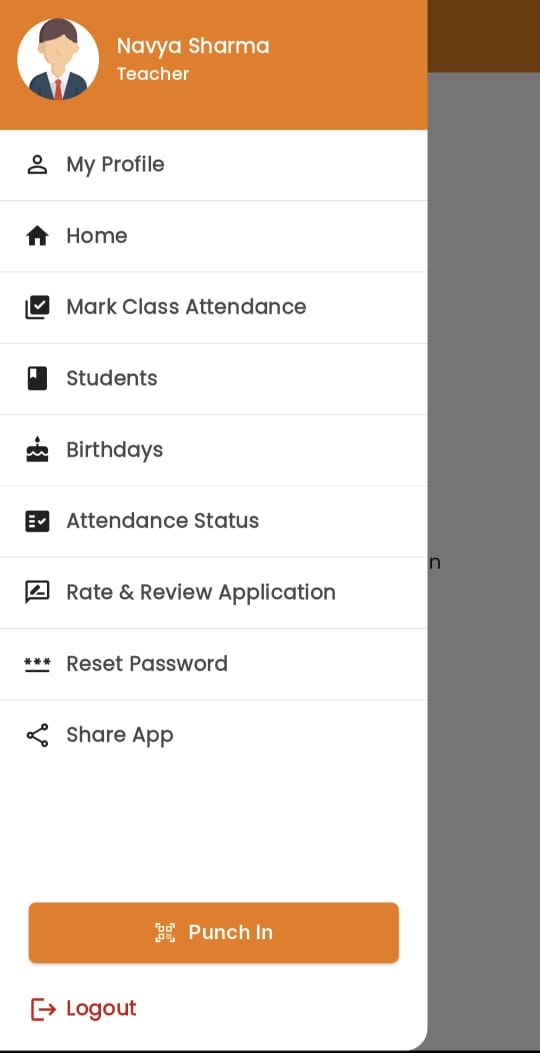 Navya Sharma
Teacher
My Profile
Home
Mark Class Attendance
Students
Birthdays
Attendance Status
n
Rate & Review Application
Reset Password
Share App
Punch In
Logout